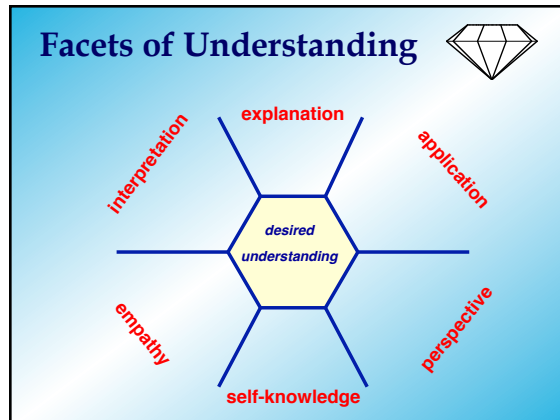 Facets of Understanding
explanation
interpretation
application
desired
understanding
empathy
perspective
self-knowledge